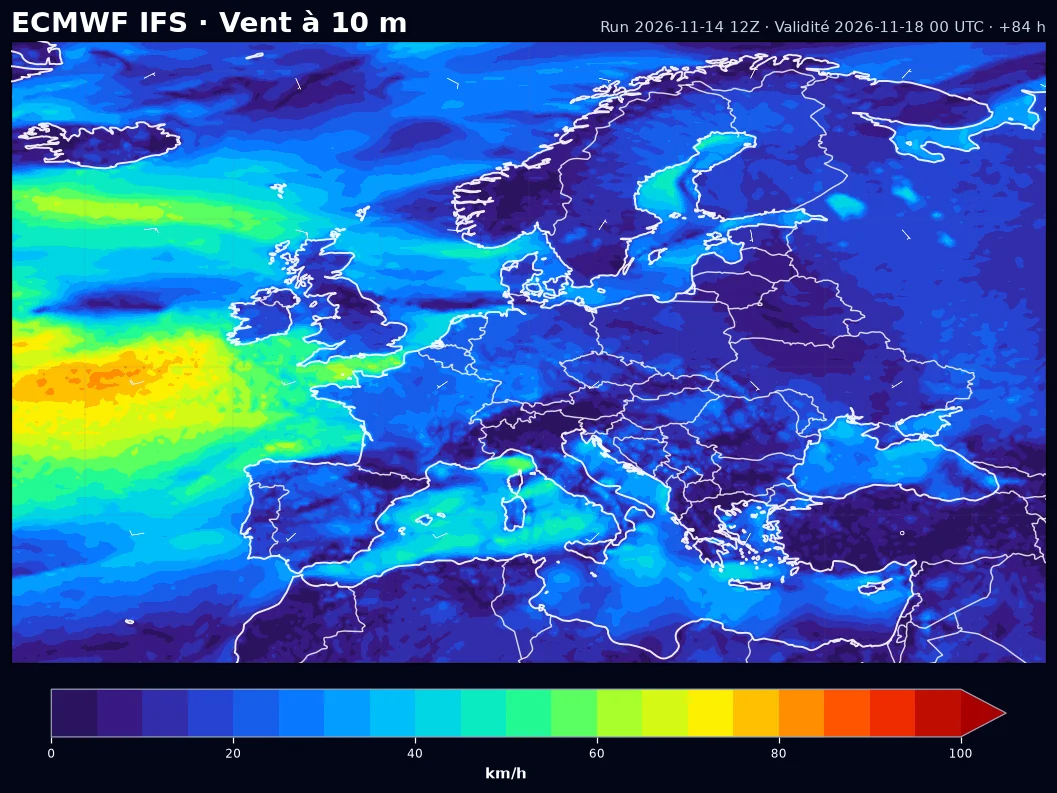 ECMWF IFS · Vent à 10 m
Run 2026-11-14 12Z · Validité 2026-11-18 00 UTC · +84 h
0 20 40 60 80 100
km/h